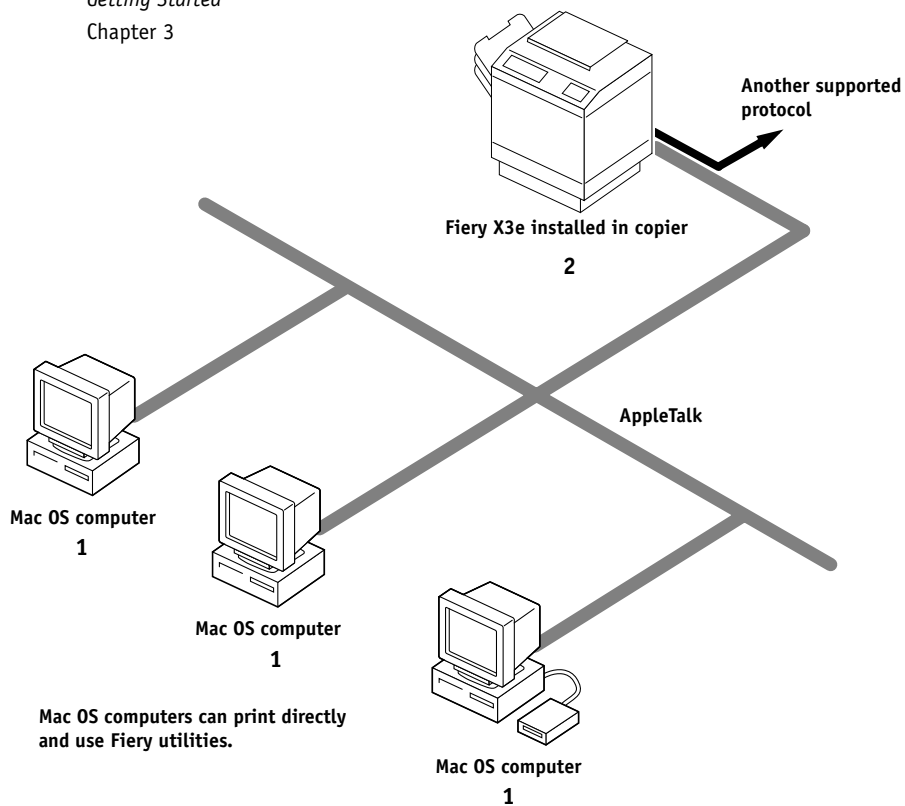 Getting Started
Chapter 3
Another supported
protocol
Fiery X3e installed in copier
2
AppleTalk
Mac OS computer
1
Mac OS computer
1
Mac OS computers can print directly
and use Fiery utilities.
Mac OS computer
1